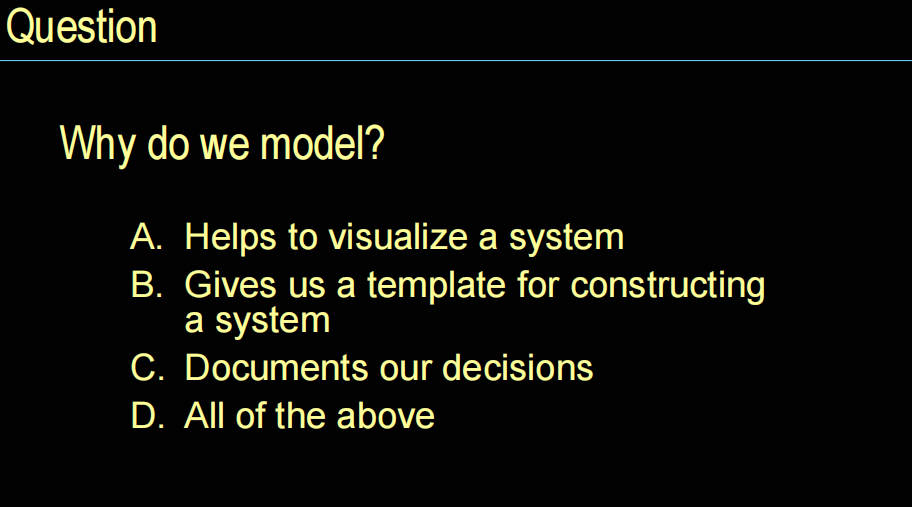 Question
Why do we model?
A. Helps to visualize a system
B. Gives us a template for constructing
a system
C. Documents our decisions
D. All of the above